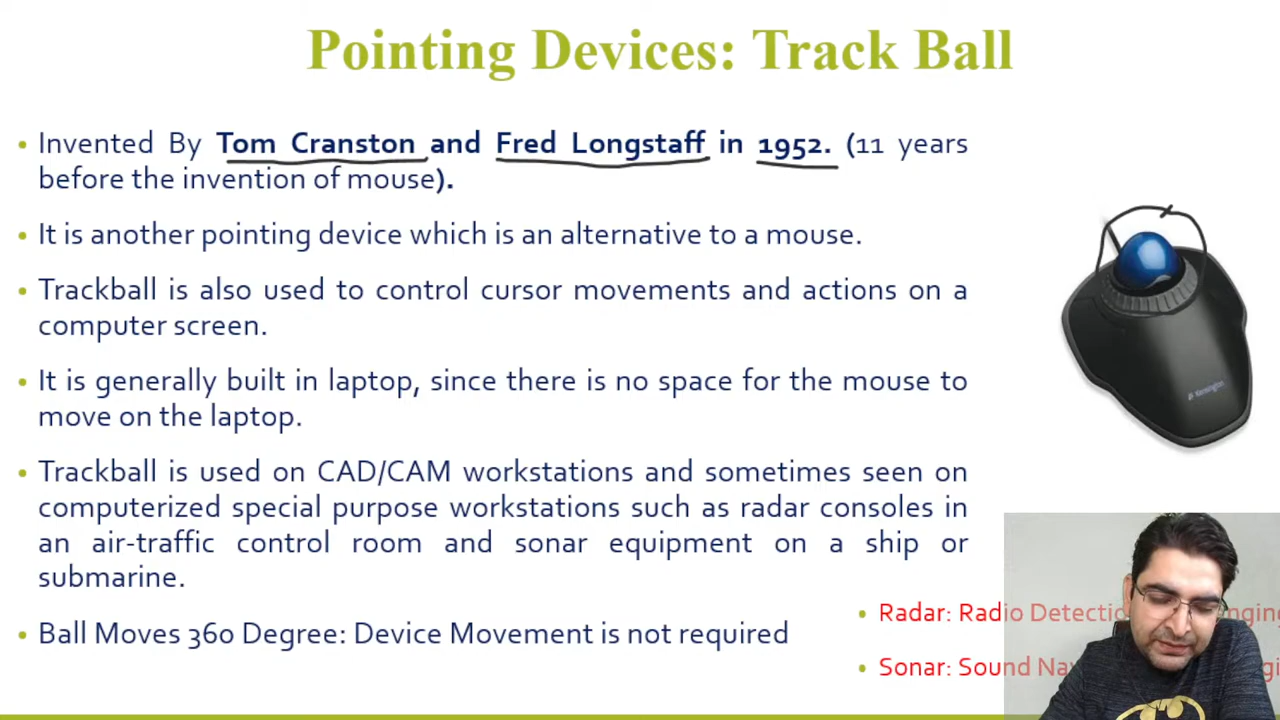 Pointing Devices: Track Ball
• Invented By Tom Cranston and Fred Longstaff in 1952. (11 years
before the invention of mouse).
• It is another pointing device which is an alternative to a mouse.
• Trackball is also used to control cursor movements and actions on a
computer screen.
• It is generally built in laptop, since there is no space for the mouse to
move on the laptop.
• Trackball is used on CAD/CAM workstations and sometimes seen on
computerized special purpose workstations such as radar consoles in
an air-traffic control room and sonar equipment on a ship or
submarine.
• Ball Moves 360 Degree: Device Movement is not required
Kensington
• Radar: Radio Detectio
• Sonar: Sound Nav